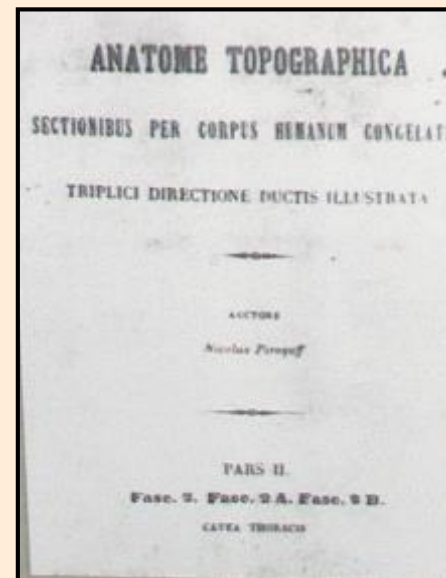 ANATOME TOPOGRAPHICA
SECTIONIBUS PER CORPUS HUMANUM CONGELAT
TRIPLICI DIRECTIONE DUCTIS ILLUSTRATA
AUCTORE
Nicolao Pirogoff
PARS II.
Fasc. 2. Fasc. 2 A. Fasc. 2 B.
CAVEA THORACIS